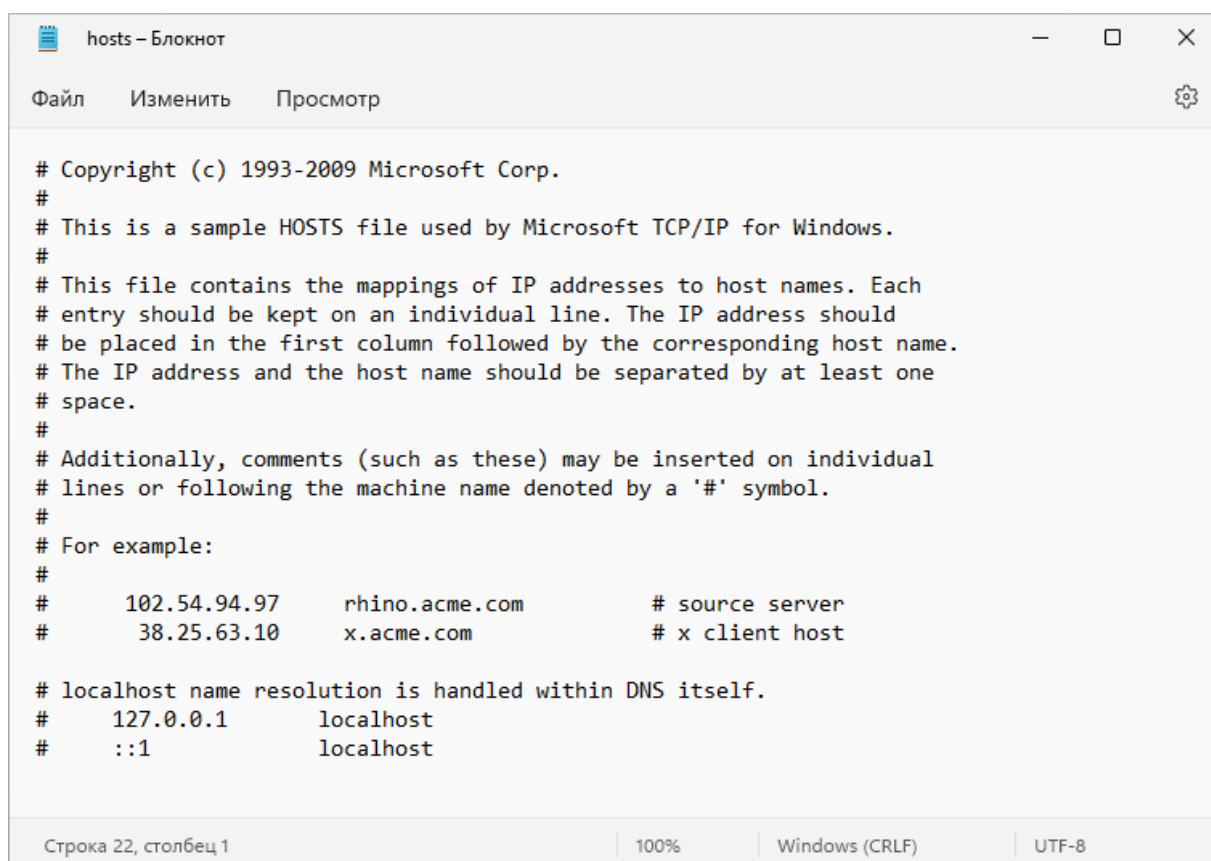 hosts – Блокнот
Файл Изменить Просмотр
# Copyright (c) 1993-2009 Microsoft Corp.
#
# This is a sample HOSTS file used by Microsoft TCP/IP for Windows.
#
# This file contains the mappings of IP addresses to host names. Each
# entry should be kept on an individual line. The IP address should
# be placed in the first column followed by the corresponding host name.
# The IP address and the host name should be separated by at least one
# space.
#
# Additionally, comments (such as these) may be inserted on individual
# lines or following the machine name denoted by a '#' symbol.
#
# For example:
#
#      102.54.94.97     rhino.acme.com          # source server
#       38.25.63.10     x.acme.com              # x client host

# localhost name resolution is handled within DNS itself.
#     127.0.0.1       localhost
#     ::1             localhost
Строка 22, столбец 1 100% Windows (CRLF) UTF-8